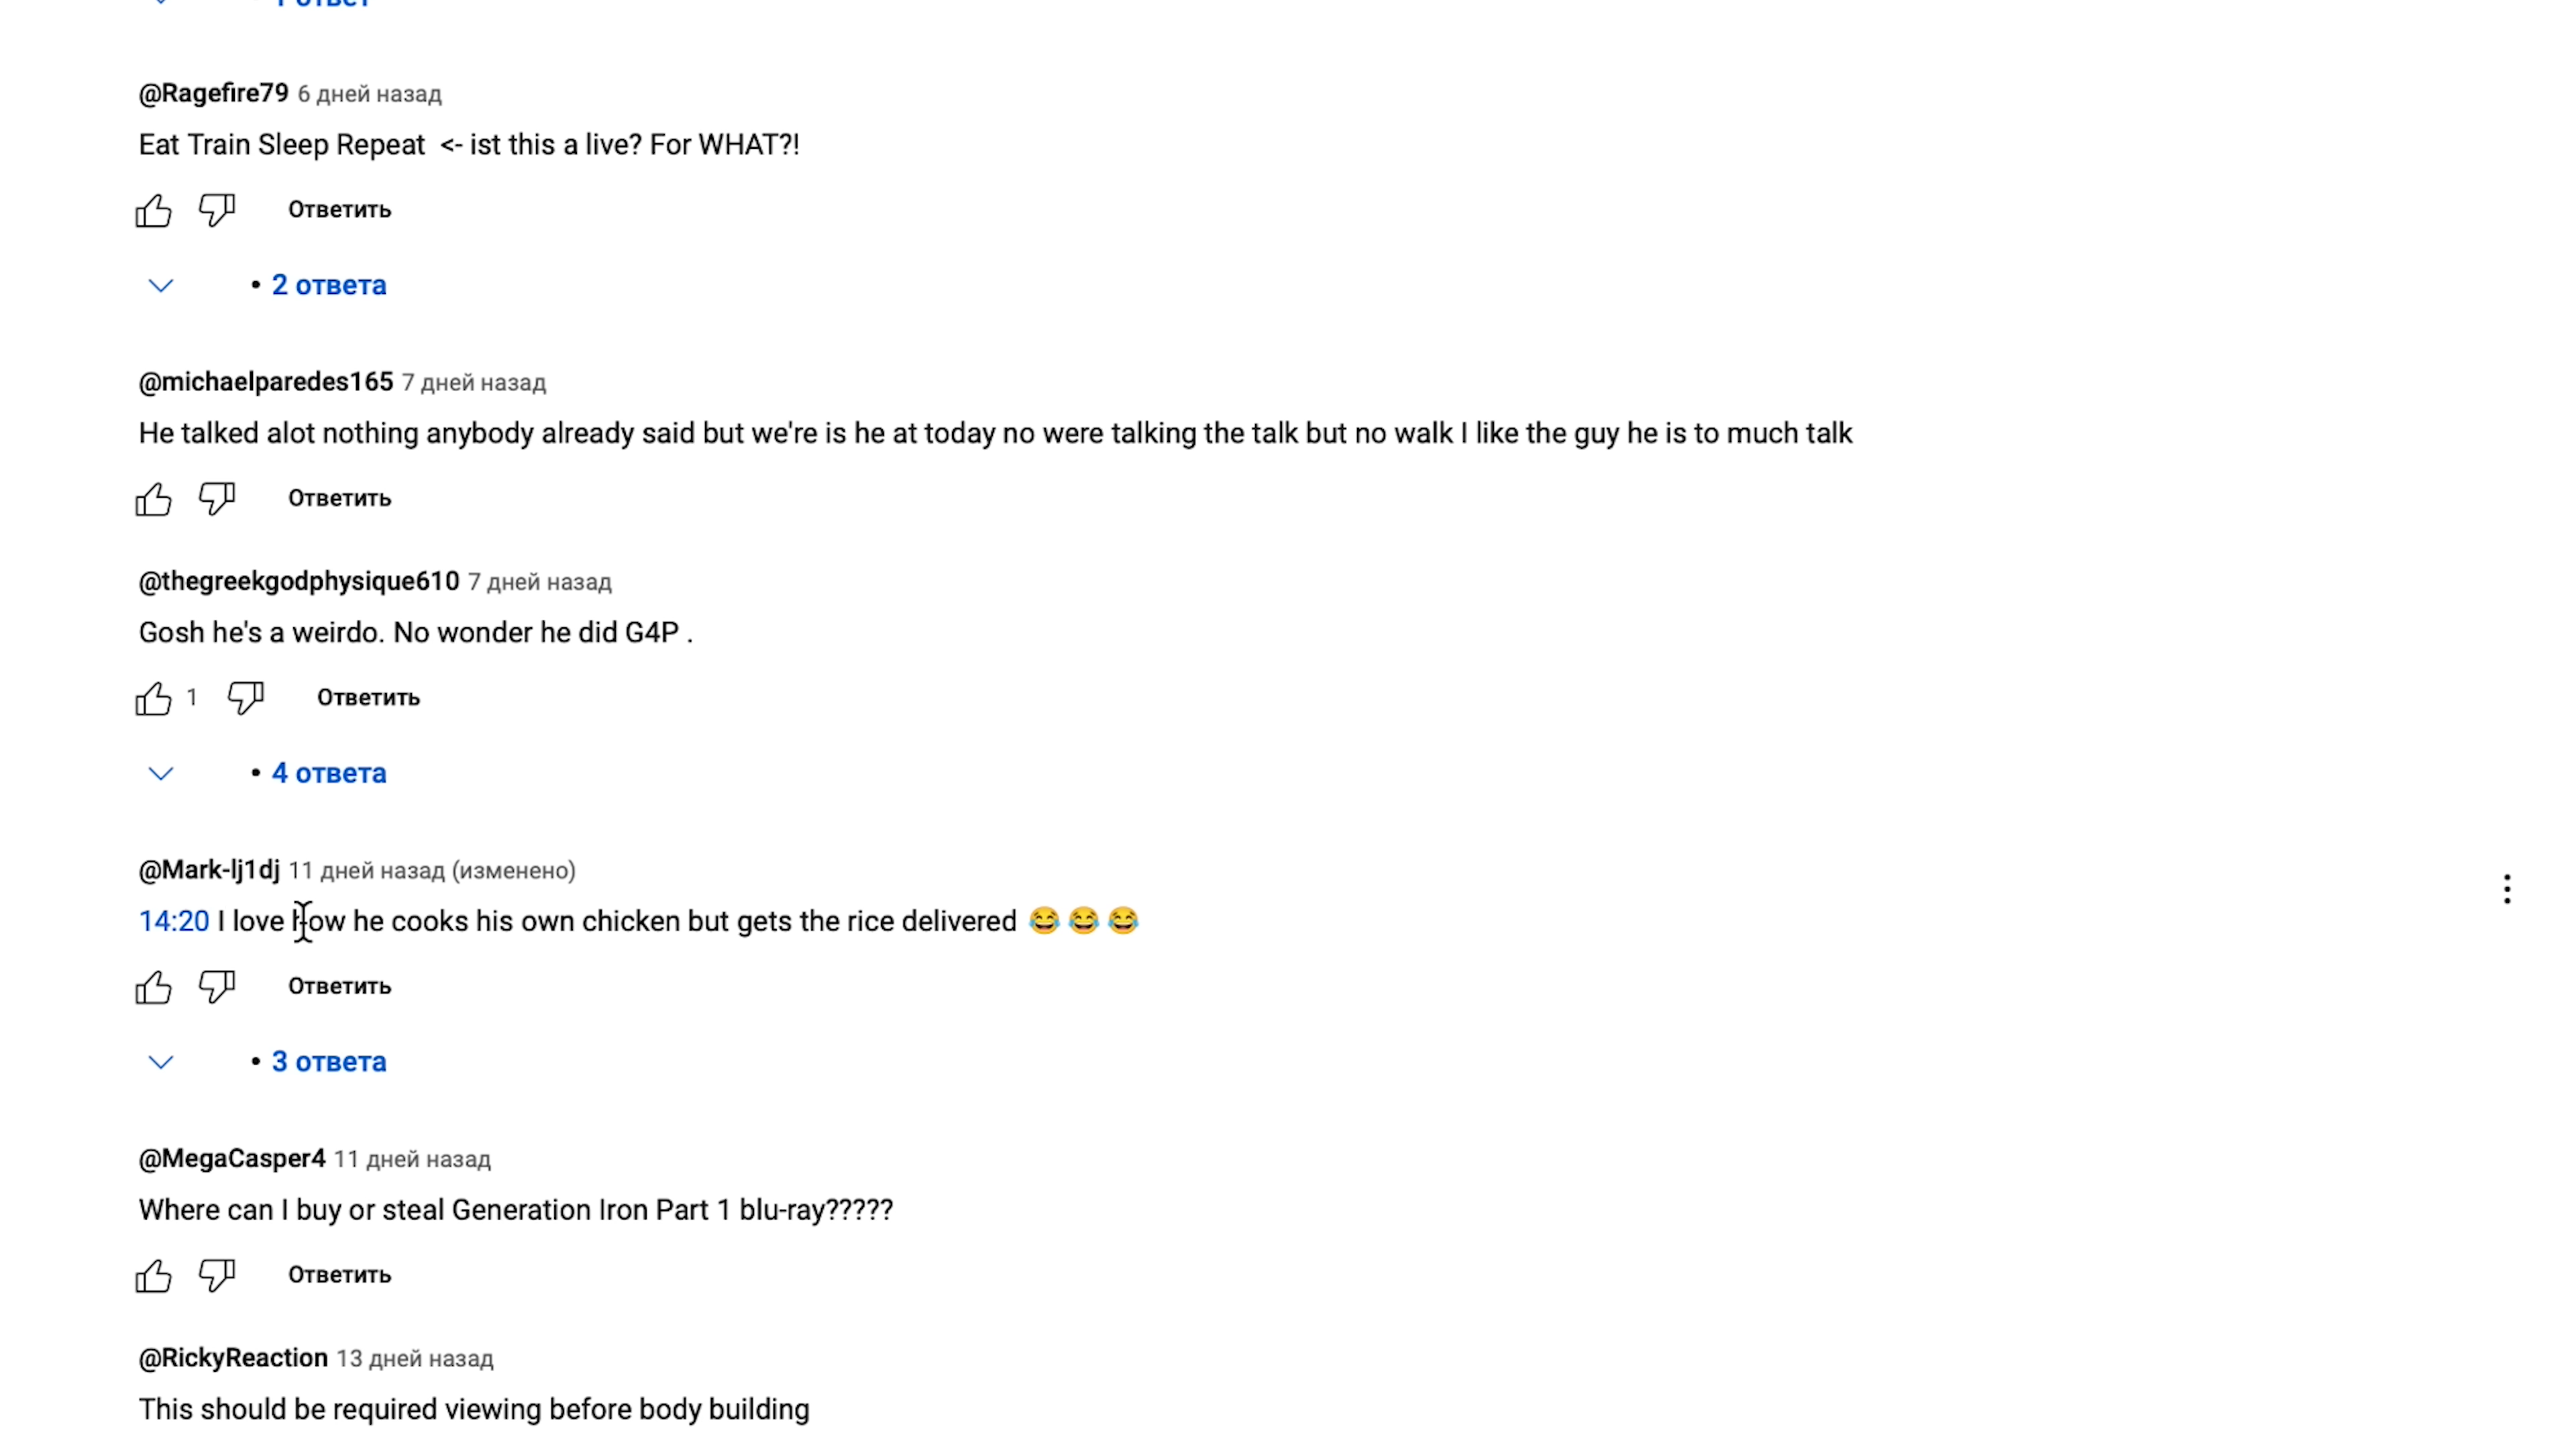 1 ответ
@Ragefire79 6 дней назад
Eat Train Sleep Repeat <- ist this a live? For WHAT?!
Ответить
• 2 ответа
@michaelparedes165 7 дней назад
He talked alot nothing anybody already said but we're is he at today no were talking the talk but no walk I like the guy he is to much talk
Ответить
@thegreekgodphysique610 7 дней назад
Gosh he's a weirdo. No wonder he did G4P .
1 Ответить
• 4 ответа
@Mark-lj1dj 11 дней назад (изменено)
14:20 I love how he cooks his own chicken but gets the rice delivered 😂😂😂
Ответить
• 3 ответа
@MegaCasper4 11 дней назад
Where can I buy or steal Generation Iron Part 1 blu-ray?????
Ответить
@RickyReaction 13 дней назад
This should be required viewing before body building